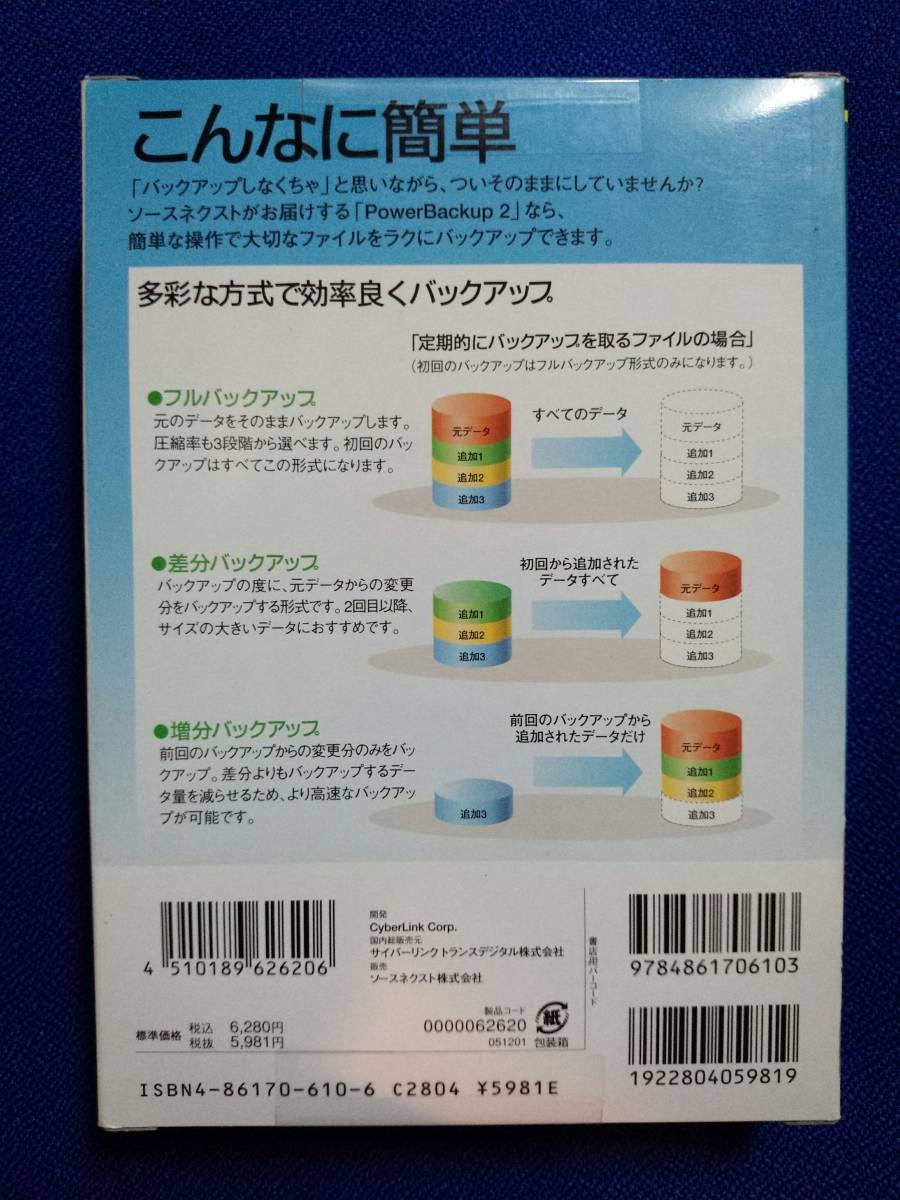 こんなに簡単
「バックアップしなくちゃ」と思いながら、ついそのままにしていませんか?
ソースネクストがお届けする「PowerBackup 2」なら、
簡単な操作で大切なファイルをラクにバックアップできます。
多彩な方式で効率良くバックアップ
「定期的にバックアップを取るファイルの場合」
(初回のバックアップはフルバックアップ形式のみになります。)
●フルバックアップ
元のデータをそのままバックアップします。
圧縮率も3段階から選べます。初回のバッ
クアップはすべてこの形式になります。
元データ
追加1
追加2
追加3
すべてのデータ
元データ
追加1
追加2
追加3
●差分バックアップ
バックアップの度に、元データからの変更
分をバックアップする形式です。2回目以降、
サイズの大きいデータにおすすめです。
追加1
追加2
追加3
初回から追加された
データすべて
元データ
追加1
追加2
追加3
●増分バックアップ
前回のバックアップからの変更分のみをバッ
クアップ。差分よりもバックアップするデー
タ量を減らせるため、より高速なバックアッ
プが可能です。
追加3
前回のバックアップから
追加されたデータだけ
元データ
追加1
追加2
追加3
4 510189 626206
開発
CyberLink Corp.
国内総販売元
サイバーリンクトランスデジタル株式会社
販売
ソースネクスト株式会社
書店用バーコード
9784861706103
標準価格 税込 6,280円
税抜 5,981円
製品コード
0000062620
051201
紙
包装箱
1922804059819
ISBN4-86170-610-6 C2804 ¥5981E